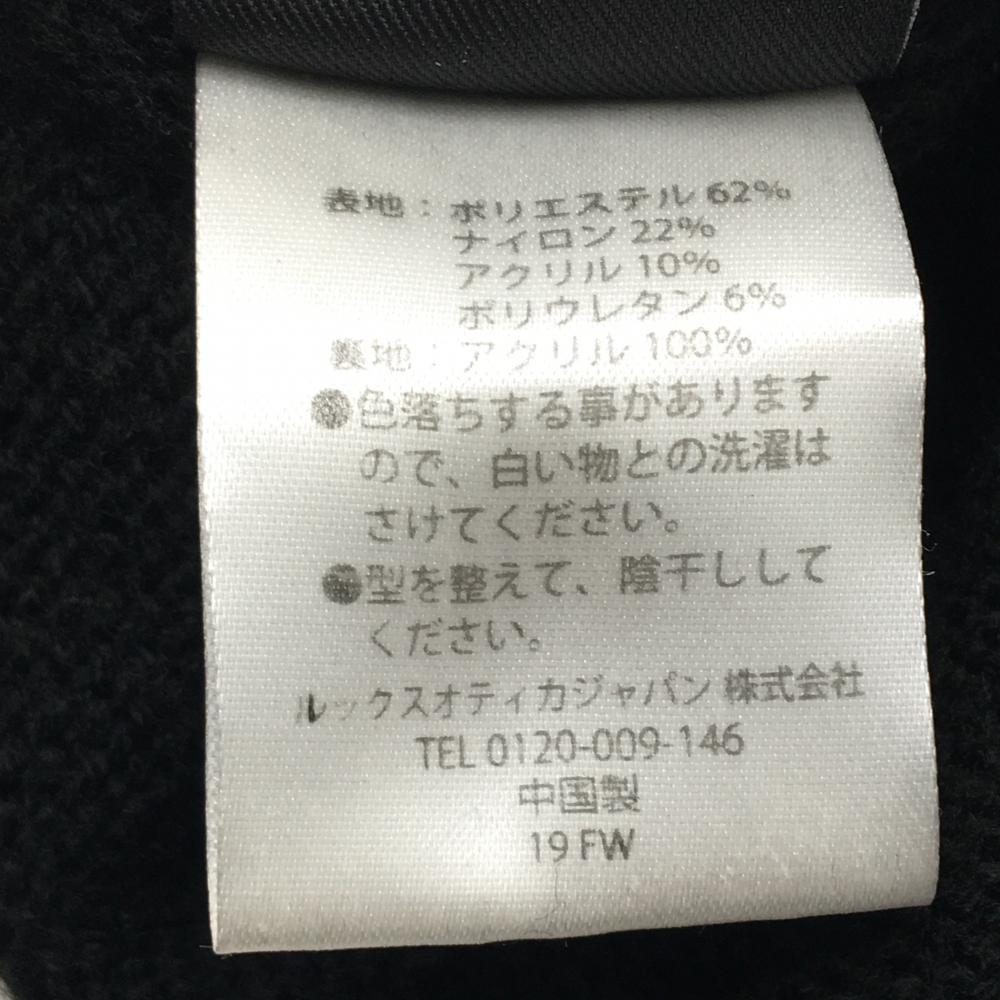 表地：ポリエステル 62%
ナイロン 22%
アクリル 10%
ポリウレタン 6%
裏地：アクリル 100%
●色落ちする事があります
ので、白い物との洗濯は
さけてください。
●型を整えて、陰干しして
ください。
ルックスオティカジャパン 株式会社
TEL 0120-009-146
中国製
19 FW